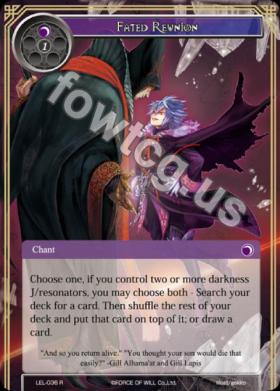 Fated Reunion
1
fowtcg.us
Chant
Choose one, if you control two or more darkness
J/resonators, you may choose both - Search your
deck for a card. Then shuffle the rest of your
deck and put that card on top of it; or draw a
card.
"And so you return alive." "You thought your son would die that
easily?" -Gill Alhama'at and Gill Lapis
LEL-036 R
©FORCE OF WILL Co.,Ltd.